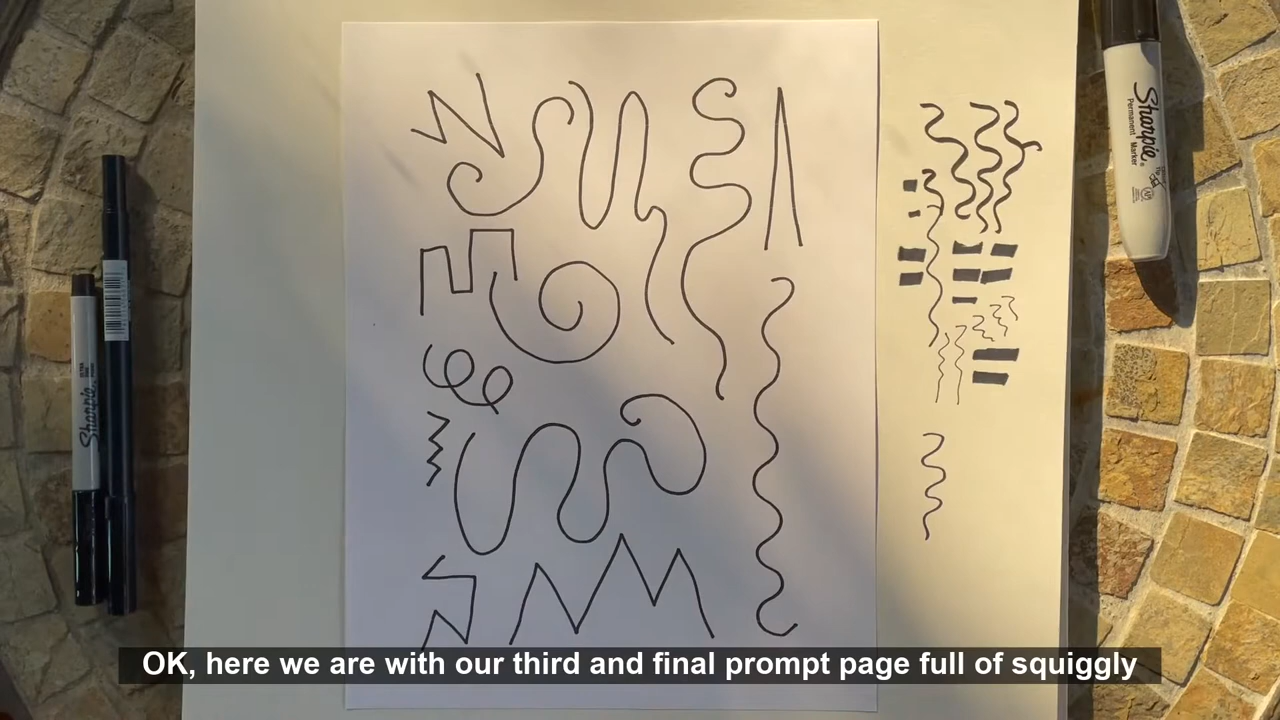 Sharpie
Permanent Marker
Sharpie
OK, here we are with our third and final prompt page full of squiggly